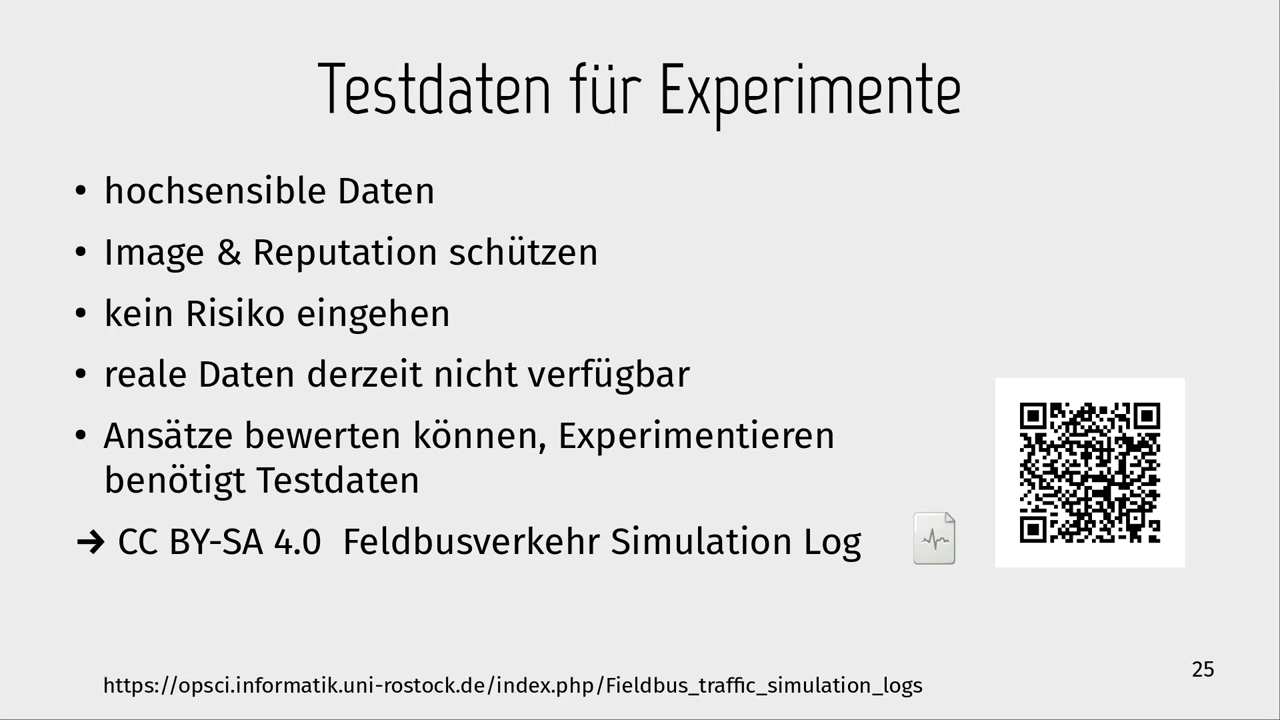 Testdaten für Experimente
• hochsensible Daten
• Image & Reputation schützen
• kein Risiko eingehen
• reale Daten derzeit nicht verfügbar
• Ansätze bewerten können, Experimentieren
benötigt Testdaten
→ CC BY-SA 4.0 Feldbusverkehr Simulation Log
25
https://opsci.informatik.uni-rostock.de/index.php/Fieldbus_traffic_simulation_logs